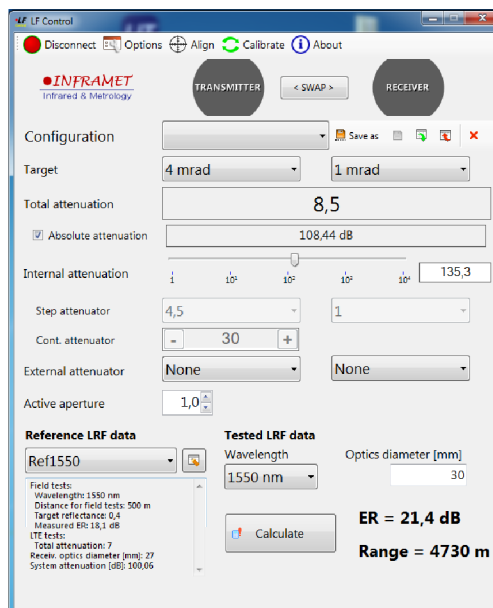 LF Control
Disconnect Options Align Calibrate About
INFRAMET
Infrared & Metrology
TRANSMITTER < SWAP > RECEIVER
Configuration Save as
Target 4 mrad 1 mrad
Total attenuation 8,5
Absolute attenuation 108,44 dB
Internal attenuation 1 10¹ 10² 10³ 10⁴ 135,3
Step attenuator 4,5 1
Cont. attenuator - 30 +
External attenuator None None
Active aperture 1,0
Reference LRF data Tested LRF data
Wavelength Optics diameter [mm]
Ref1550 1550 nm 30
Field tests:
Wavelength: 1550 nm
Distance for field tests: 500 m
Target reflectance: 0,4
Measured ER: 18,1 dB
LTE tests:
Total attenuation: 7
Receiv. optics diameter [mm]: 27
System attenuation [dB]: 100,06
Calculate
ER = 21,4 dB
Range = 4730 m